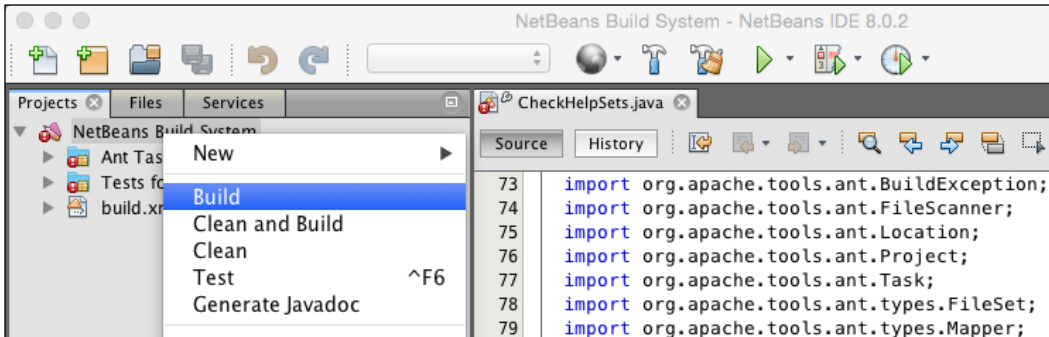 NetBeans Build System - NetBeans IDE 8.0.2
Projects Files Services
CheckHelpSets.java
NetBeans Build System
Ant Tas
Tests fo
build.xr
New
Build
Clean and Build
Clean
Test ^F6
Generate Javadoc
Source History
73 import org.apache.tools.ant.BuildException;
74 import org.apache.tools.ant.FileScanner;
75 import org.apache.tools.ant.Location;
76 import org.apache.tools.ant.Project;
77 import org.apache.tools.ant.Task;
78 import org.apache.tools.ant.types.FileSet;
79 import org.apache.tools.ant.types.Mapper;